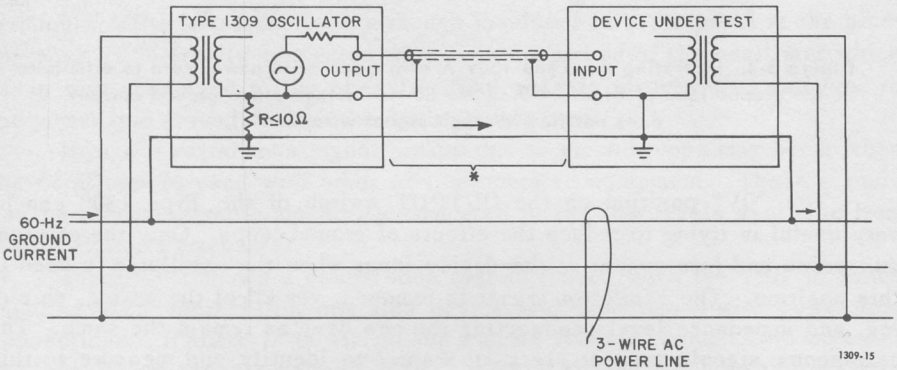 TYPE 1309 OSCILLATOR
DEVICE UNDER TEST
OUTPUT
INPUT
R≤10Ω
*
60-Hz
GROUND
CURRENT
3-WIRE AC
POWER LINE
1309-15